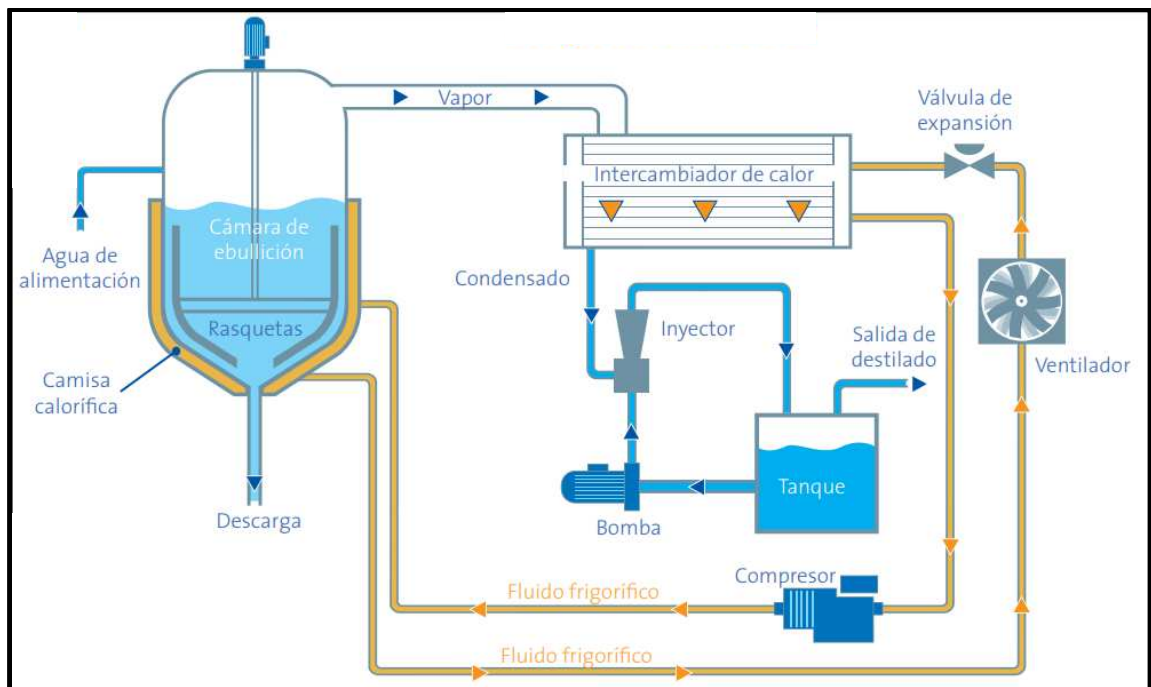 Vapor
Válvula de
expansión
Intercambiador de calor
Cámara de
ebullición
Agua de
alimentación
Condensado
Rasquetas
Inyector
Salida de
destilado
Ventilador
Camisa
calorífica
Tanque
Descarga
Bomba
Compresor
Fluido frigorífico
Fluido frigorífico